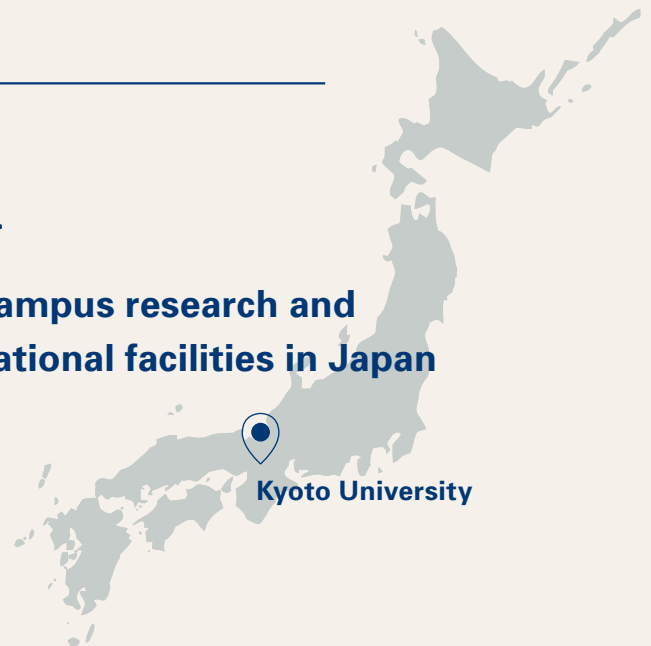 ampus research and
ational facilities in Japan
Kyoto University